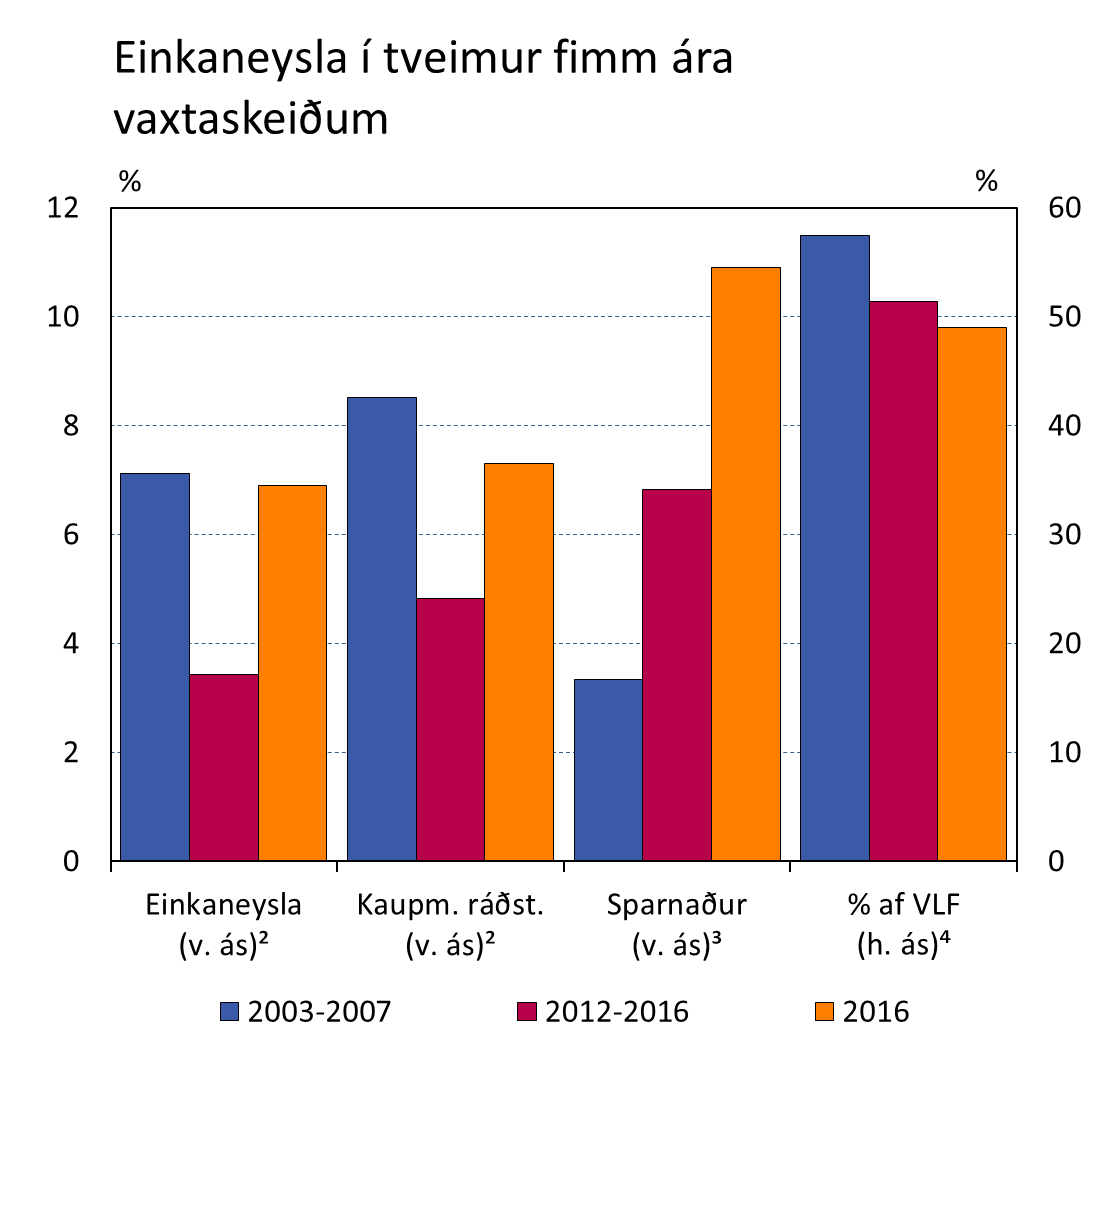 Einkaneysla í tveimur fimm ára
vaxtaskeiðum
% %
12 60
10 50
8 40
6 30
4 20
2 10
0 0
Einkaneysla Kaupm. ráðst. Sparnaður % af VLF
(v. ás)² (v. ás)² (v. ás)³ (h. ás)⁴
2003-2007 2012-2016 2016